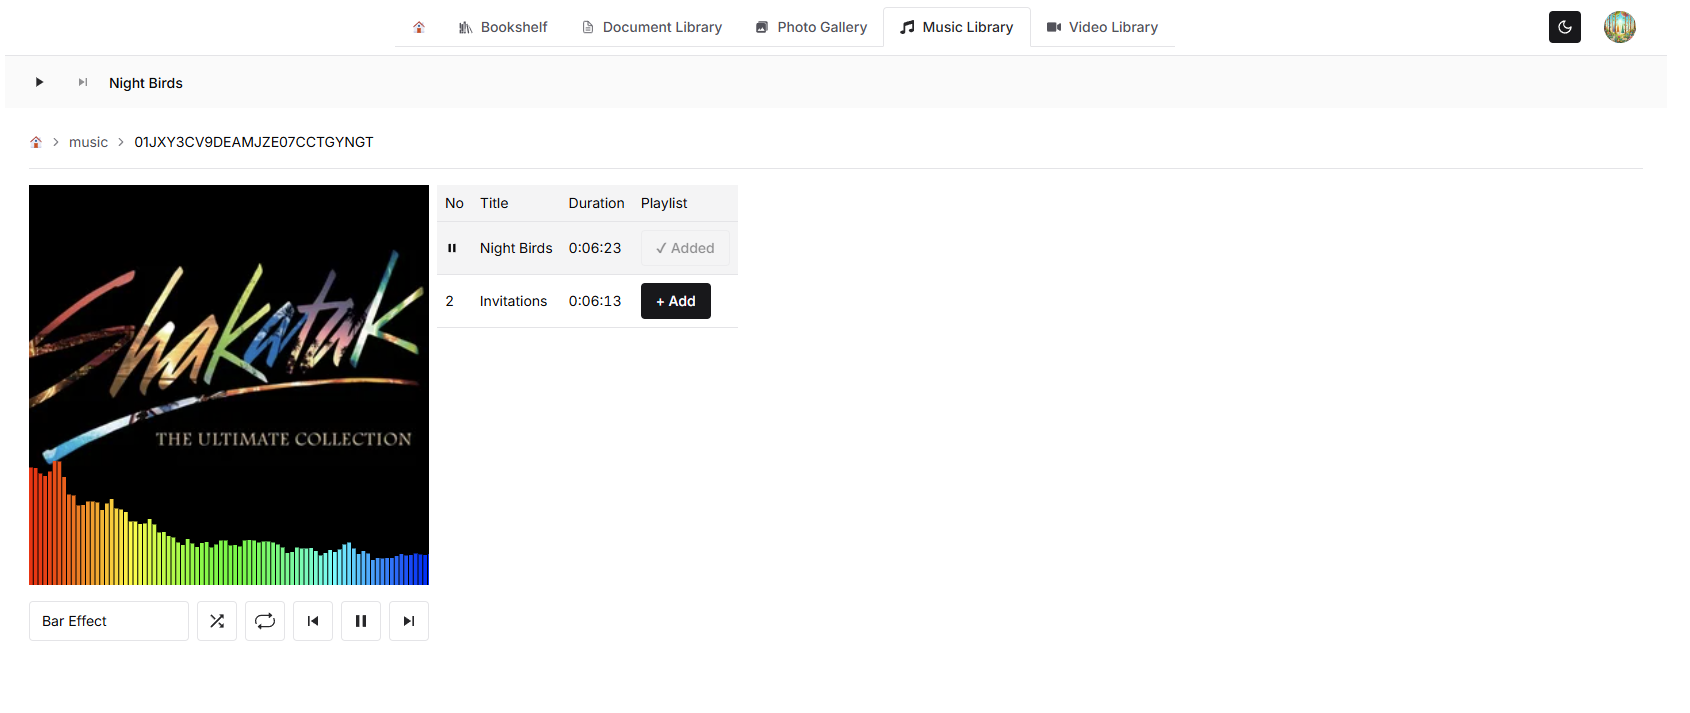 Bookshelf
Document Library
Photo Gallery
Music Library
Video Library
Night Birds
music
01JXY3CV9DEAMJZE07CCTGYNGT
Shakatak
THE ULTIMATE COLLECTION
No Title Duration Playlist
Night Birds 0:06:23 ✓ Added
2 Invitations 0:06:13 + Add
Bar Effect